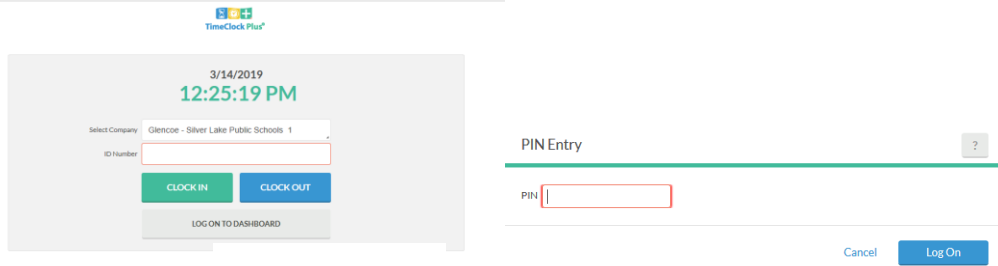 TimeClock Plus®
3/14/2019
12:25:19 PM
Select Company
Glencoe - Silver Lake Public Schools 1
ID Number
CLOCK IN
CLOCK OUT
LOG ON TO DASHBOARD
PIN Entry
?
PIN
Cancel
Log On